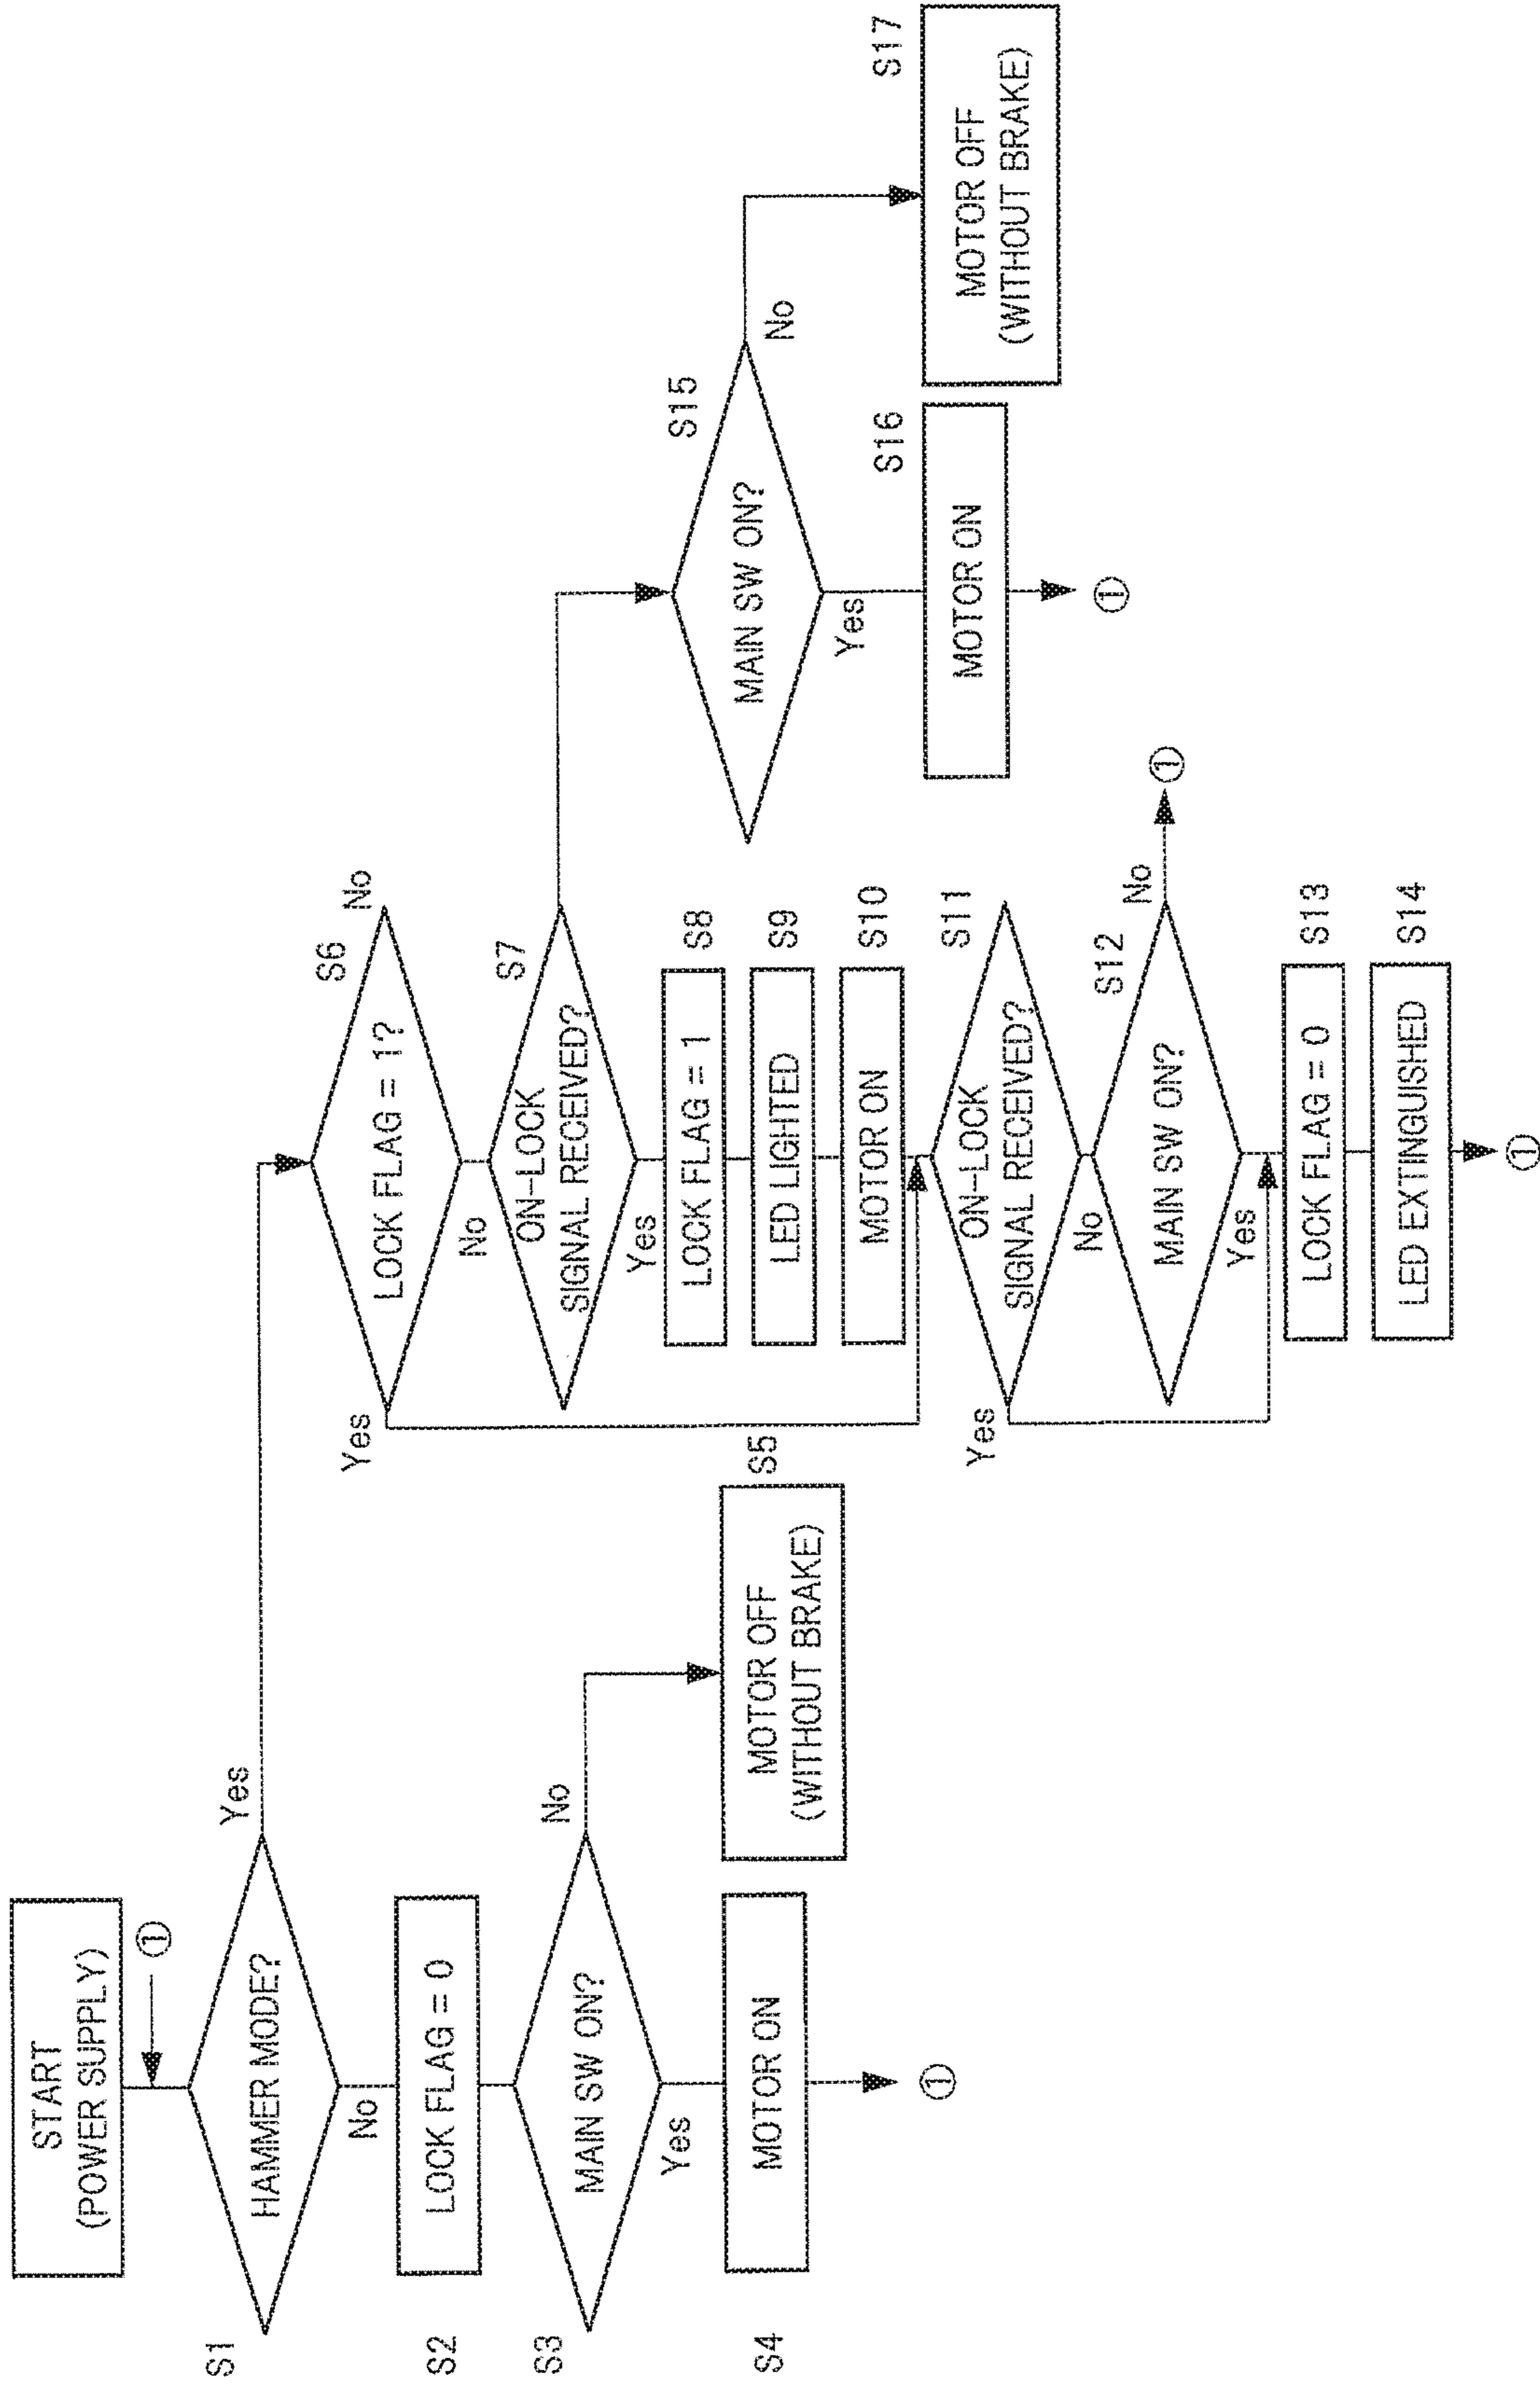 START
(POWER SUPPLY)
①
S1
HAMMER MODE?
Yes
No
S2
LOCK FLAG = 0
S3
MAIN SW ON?
No
Yes
S4
MOTOR ON
①
S5
MOTOR OFF
(WITHOUT BRAKE)
S6
LOCK FLAG = 1?
No
Yes
No
S7
ON-LOCK
SIGNAL RECEIVED?
Yes
LOCK FLAG = 1
S8
LED LIGHTED
S9
MOTOR ON
S10
S11
ON-LOCK
SIGNAL RECEIVED?
Yes
No
S12
MAIN SW ON?
No
①
Yes
LOCK FLAG = 0
S13
LED EXTINGUISHED
S14
①
S15
MAIN SW ON?
No
Yes
S16
MOTOR ON
①
S17
MOTOR OFF
(WITHOUT BRAKE)